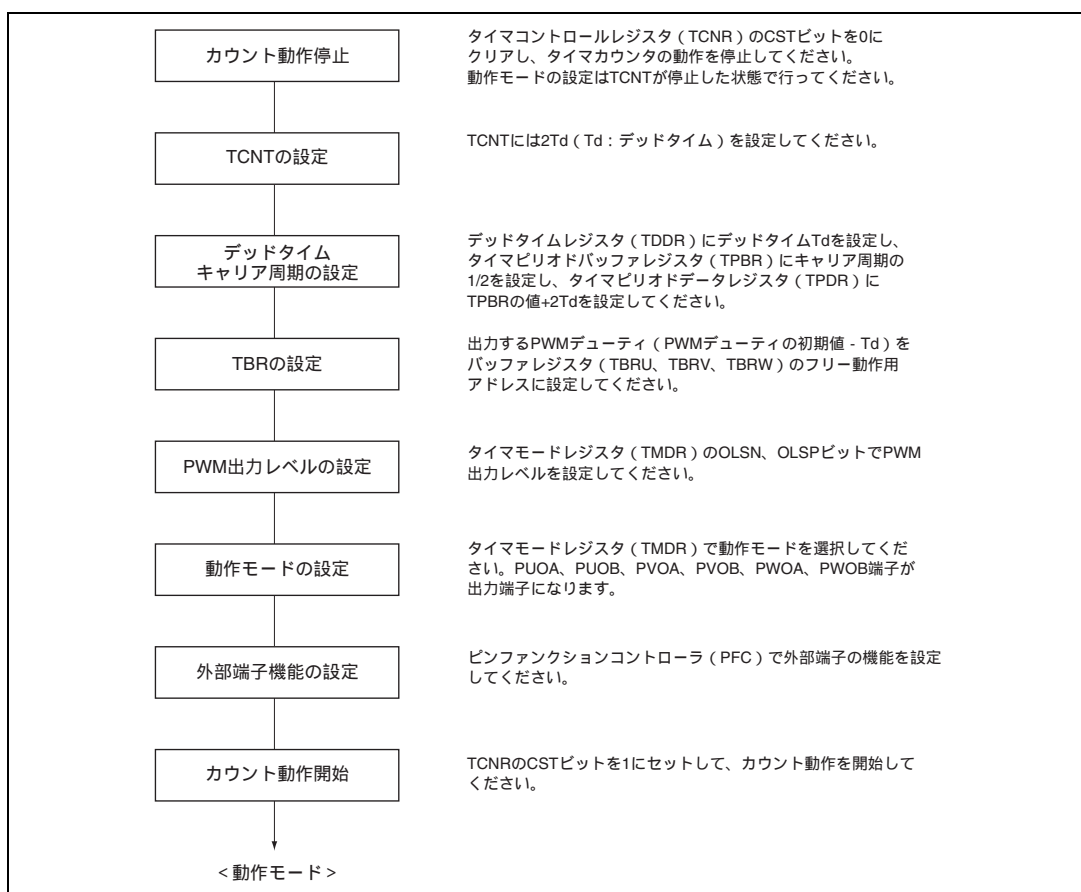 カウント動作停止
タイマコントロールレジスタ（TCNR）のCSTビットを0に
クリアし、タイマカウンタの動作を停止してください。
動作モードの設定はTCNTが停止した状態で行ってください。
TCNTの設定
TCNTには2Td（Td：デッドタイム）を設定してください。
デッドタイム
キャリア周期の設定
デッドタイムレジスタ（TDDR）にデッドタイムTdを設定し、
タイマピリオドバッファレジスタ（TPBR）にキャリア周期の
1/2を設定し、タイマピリオドデータレジスタ（TPDR）に
TPBRの値+2Tdを設定してください。
TBRの設定
出力するPWMデューティ（PWMデューティの初期値 - Td）を
バッファレジスタ（TBRU、TBRV、TBRW）のフリー動作用
アドレスに設定してください。
PWM出力レベルの設定
タイマモードレジスタ（TMDR）のOLSN、OLSPビットでPWM
出力レベルを設定してください。
動作モードの設定
タイマモードレジスタ（TMDR）で動作モードを選択してくだ
さい。PUOA、PUOB、PVOA、PVOB、PWOA、PWOB端子が
出力端子になります。
外部端子機能の設定
ピンファンクションコントローラ（PFC）で外部端子の機能を設定
してください。
カウント動作開始
TCNRのCSTビットを1にセットして、カウント動作を開始して
ください。
＜動作モード＞